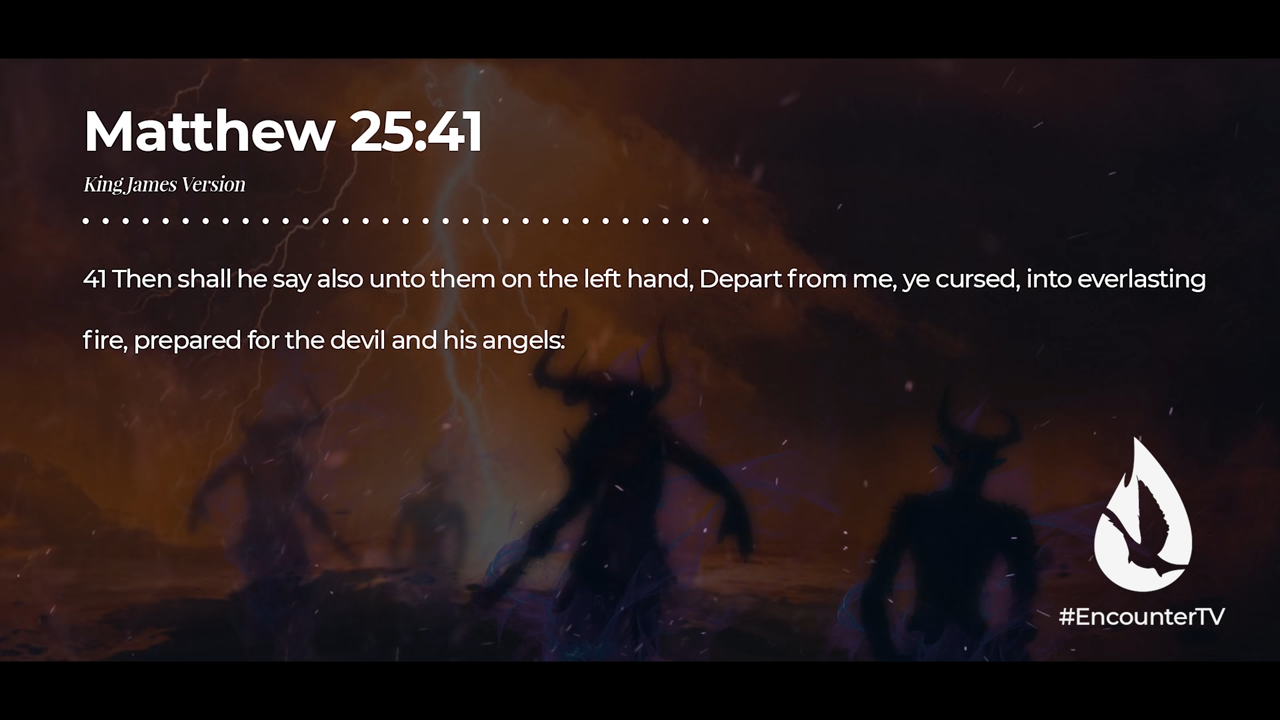 Matthew 25:41
King James Version
41 Then shall he say also unto them on the left hand, Depart from me, ye cursed, into everlasting
fire, prepared for the devil and his angels:
#EncounterTV